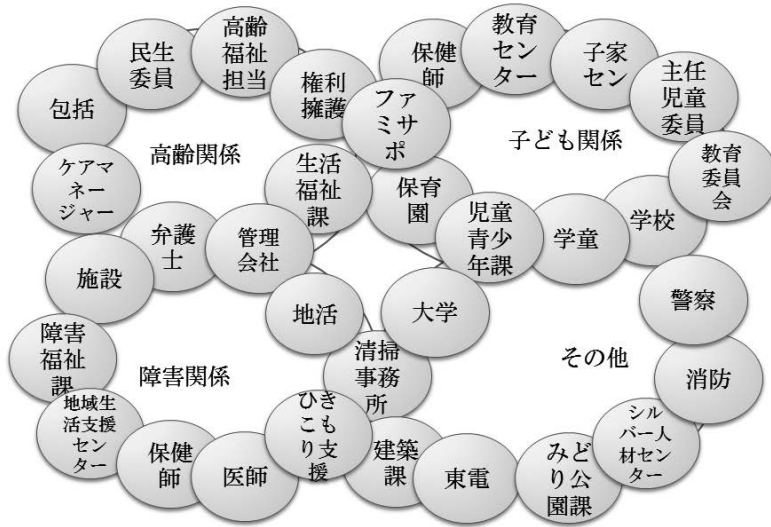 高齢
福祉
担当
教育
センタ
ー
民生
委員
保健
師
子家
セン
権利
擁護
主任
児童
委員
包括
ファ
ミサ
ポ
高齢関係
子ども関係
ケアマ
ネー
ジャー
生活
福祉
課
保育
園
教育
委員
会
弁護
士
管理
会社
児童
青少
年課
学童
学校
施設
地活
大学
警察
障害
福祉
課
障害関係
清掃
事務
所
その他
消防
地域生
活支援
セン
ター
保健
師
医師
ひき
こも
り支
援
建築
課
東電
みど
り公
園課
シル
バー人
材セン
ター